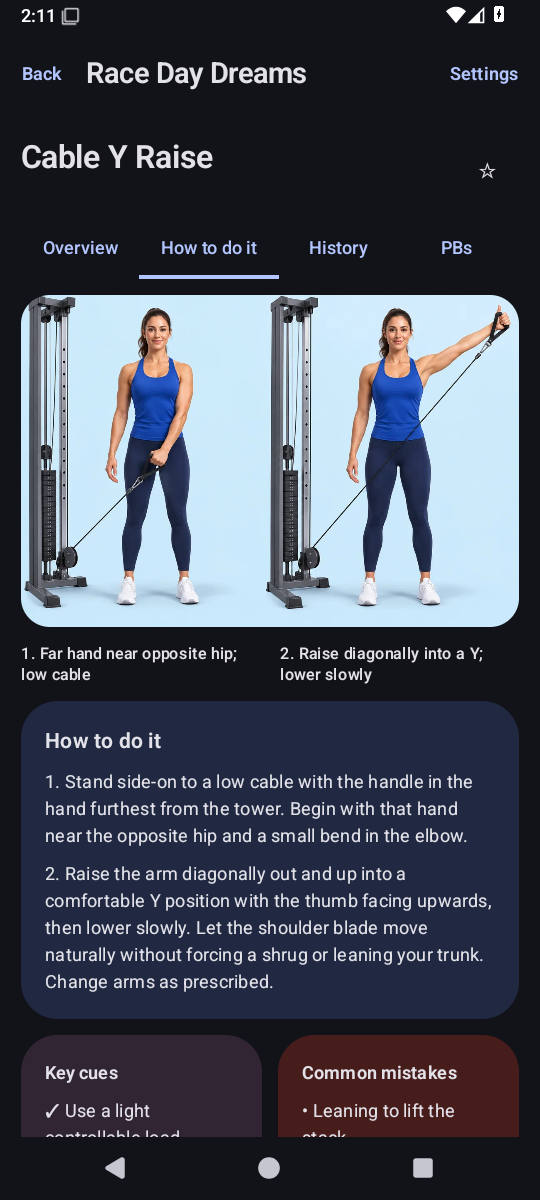 2:11
Back
Race Day Dreams
Settings
Cable Y Raise
Overview
How to do it
History
PBs
1. Far hand near opposite hip;
low cable
2. Raise diagonally into a Y;
lower slowly
How to do it
1. Stand side-on to a low cable with the handle in the
hand furthest from the tower. Begin with that hand
near the opposite hip and a small bend in the elbow.
2. Raise the arm diagonally out and up into a
comfortable Y position with the thumb facing upwards,
then lower slowly. Let the shoulder blade move
naturally without forcing a shrug or leaning your trunk.
Change arms as prescribed.
Key cues
✓ Use a light
controllable load
Common mistakes
• Leaning to lift the
stack